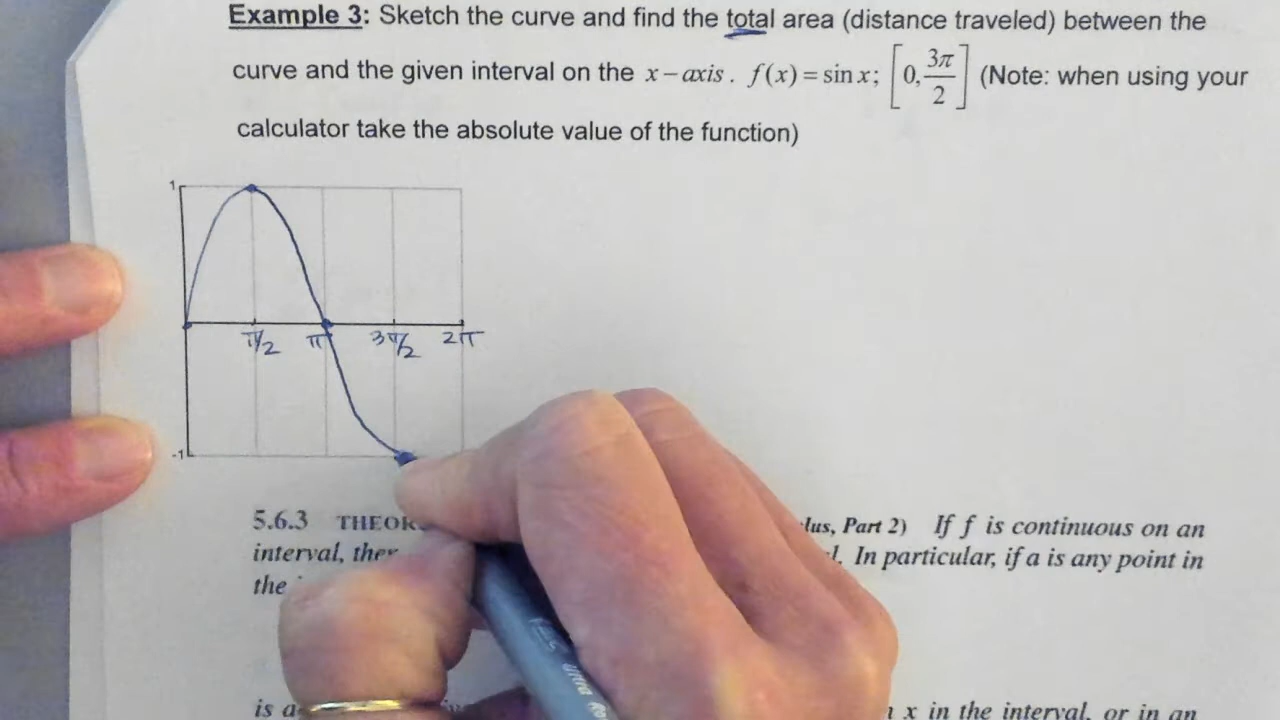 Example 3: Sketch the curve and find the total area (distance traveled) between the
curve and the given interval on the x-axis. f(x)=sin x; [0, 3π/2] (Note: when using your
calculator take the absolute value of the function)
1
π/2 π 3π/2 2π
-1
5.6.3 THEOR lus, Part 2) If f is continuous on an
interval, In particular, if a is any point in
the
is a x in the interval, or in an